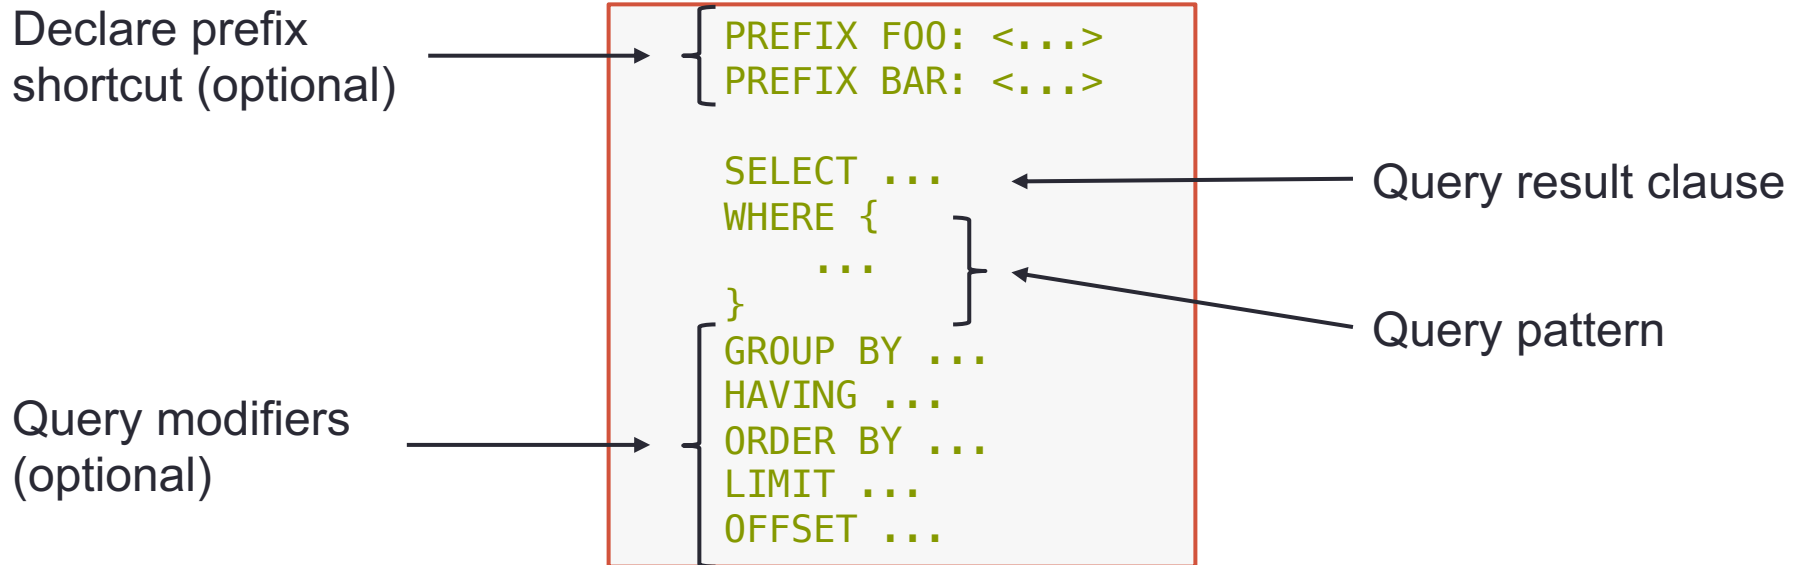 Declare prefix
shortcut (optional)
PREFIX FOO: <...>
PREFIX BAR: <...>
SELECT ...
WHERE {
...
}
GROUP BY ...
HAVING ...
ORDER BY ...
LIMIT ...
OFFSET ...
Query result clause
Query pattern
Query modifiers
(optional)